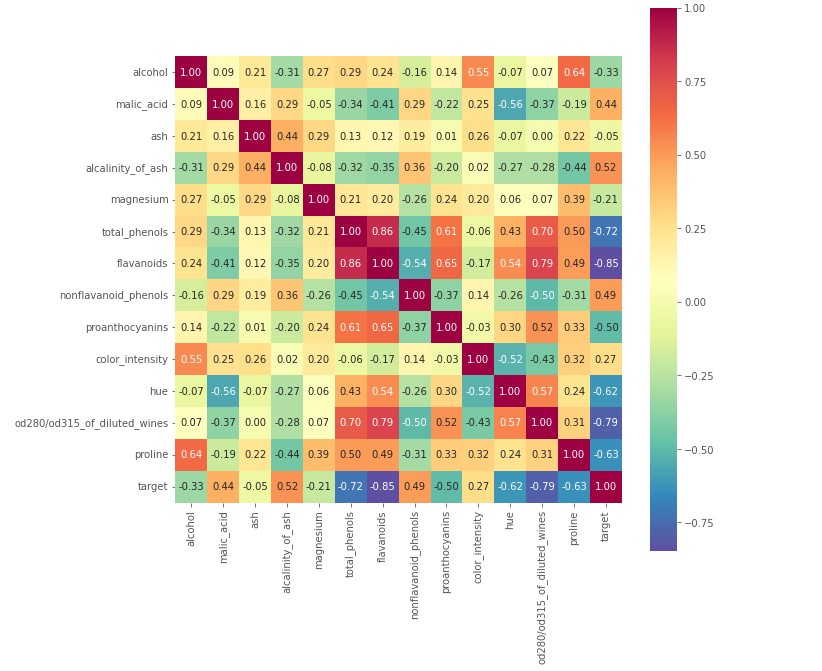 1.00
alcohol 1.00 0.09 0.21 -0.31 0.27 0.29 0.24 -0.16 0.14 0.55 -0.07 0.07 0.64 -0.33
0.75
malic_acid 0.09 1.00 0.16 0.29 -0.05 -0.34 -0.41 0.29 -0.22 0.25 -0.56 -0.37 -0.19 0.44
ash 0.21 0.16 1.00 0.44 0.29 0.13 0.12 0.19 0.01 0.26 -0.07 0.00 0.22 -0.05
0.50
alcalinity_of_ash -0.31 0.29 0.44 1.00 -0.08 -0.32 -0.35 0.36 -0.20 0.02 -0.27 -0.28 -0.44 0.52
magnesium 0.27 -0.05 0.29 -0.08 1.00 0.21 0.20 -0.26 0.24 0.20 0.06 0.07 0.39 -0.21
0.25
total_phenols 0.29 -0.34 0.13 -0.32 0.21 1.00 0.86 -0.45 0.61 -0.06 0.43 0.70 0.50 -0.72
flavanoids 0.24 -0.41 0.12 -0.35 0.20 0.86 1.00 -0.54 0.65 -0.17 0.54 0.79 0.49 -0.85
nonflavanoid_phenols -0.16 0.29 0.19 0.36 -0.26 -0.45 -0.54 1.00 -0.37 0.14 -0.26 -0.50 -0.31 0.49
0.00
proanthocyanins 0.14 -0.22 0.01 -0.20 0.24 0.61 0.65 -0.37 1.00 -0.03 0.30 0.52 0.33 -0.50
color_intensity 0.55 0.25 0.26 0.02 0.20 -0.06 -0.17 0.14 -0.03 1.00 -0.52 -0.43 0.32 0.27
−0.25
hue -0.07 -0.56 -0.07 -0.27 0.06 0.43 0.54 -0.26 0.30 -0.52 1.00 0.57 0.24 -0.62
od280/od315_of_diluted_wines 0.07 -0.37 0.00 -0.28 0.07 0.70 0.79 -0.50 0.52 -0.43 0.57 1.00 0.31 -0.79
−0.50
proline 0.64 -0.19 0.22 -0.44 0.39 0.50 0.49 -0.31 0.33 0.32 0.24 0.31 1.00 -0.63
target -0.33 0.44 -0.05 0.52 -0.21 -0.72 -0.85 0.49 -0.50 0.27 -0.62 -0.79 -0.63 1.00
−0.75
alcohol
malic_acid
ash
alcalinity_of_ash
magnesium
total_phenols
flavanoids
nonflavanoid_phenols
proanthocyanins
color_intensity
hue
od280/od315_of_diluted_wines
proline
target